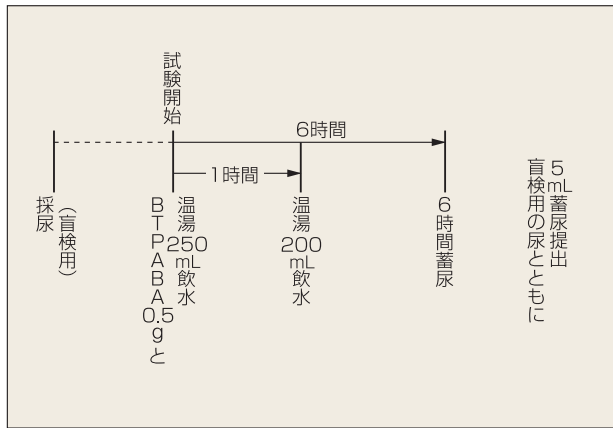 試験開始
6時間
1時間
採尿
（盲検用）
BTPABA0.5gと
温湯250mL飲水
温湯200mL飲水
6時間蓄尿
盲検用の尿とともに
5mL蓄尿提出